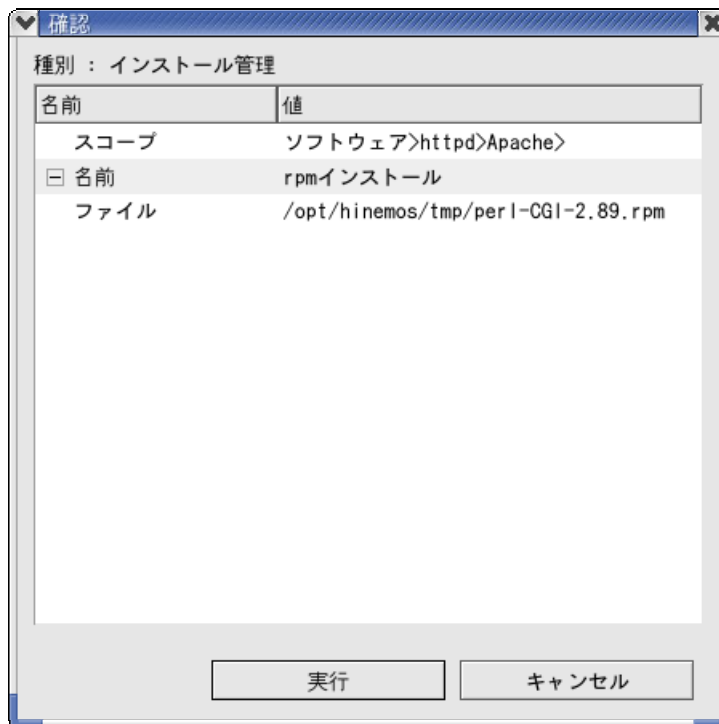 確認
種別 : インストール管理
名前 値
スコープ ソフトウェア>httpd>Apache>
名前 rpmインストール
ファイル /opt/hinemos/tmp/perl-CGI-2.89.rpm
実行 キャンセル